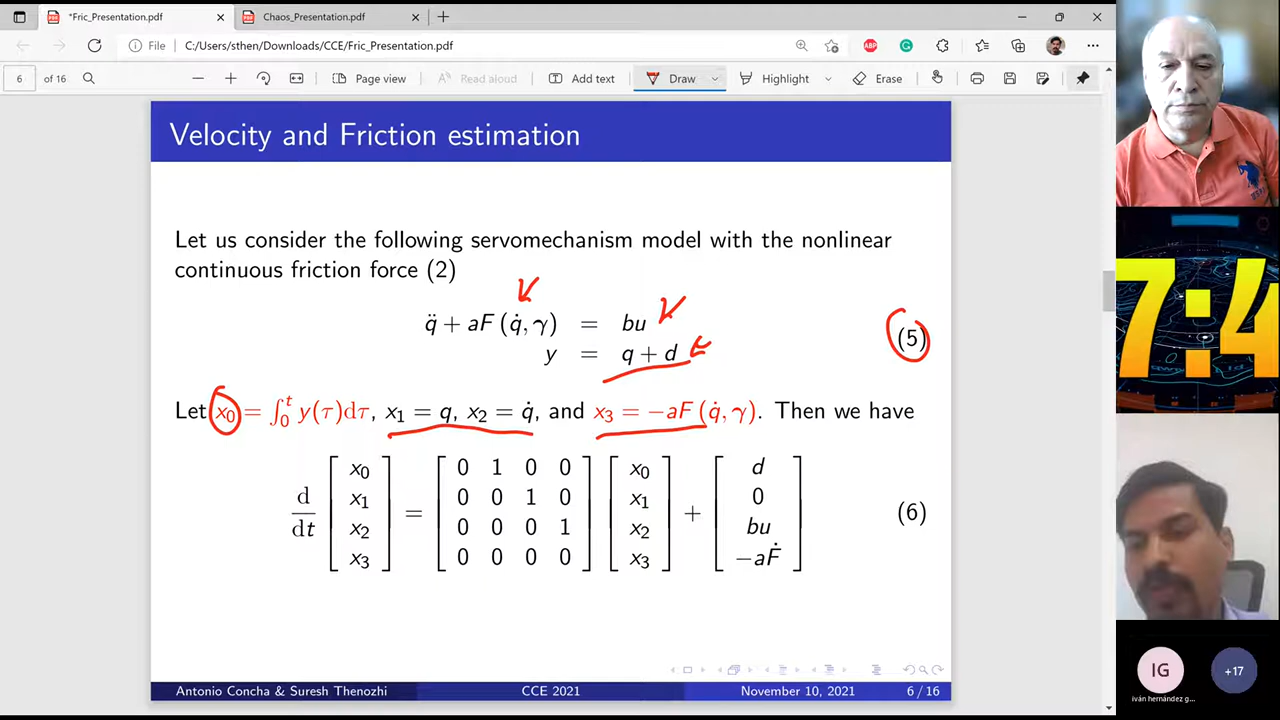 *Fric_Presentation.pdf
Chaos_Presentation.pdf
File
C:/Users/sthen/Downloads/CCE/Fric_Presentation.pdf
ABP
6 of 16
Page view
Read aloud
Add text
Draw
Highlight
Erase
Velocity and Friction estimation
Let us consider the following servomechanism model with the nonlinear
continuous friction force (2)
q̈ + aF (q̇, γ) = bu
y = q + d
(5)
Let x₀ = ∫₀ᵗ y(τ)dτ, x₁ = q, x₂ = q̇, and x₃ = −aF (q̇, γ). Then we have
d/dt [x₀ x₁ x₂ x₃] = [0 1 0 0; 0 0 1 0; 0 0 0 1; 0 0 0 0] [x₀ x₁ x₂ x₃] + [d 0 bu −aḞ] (6)
Antonio Concha & Suresh Thenozhi
CCE 2021
November 10, 2021
6 / 16
7:4
IG
iván hernández g...
+17